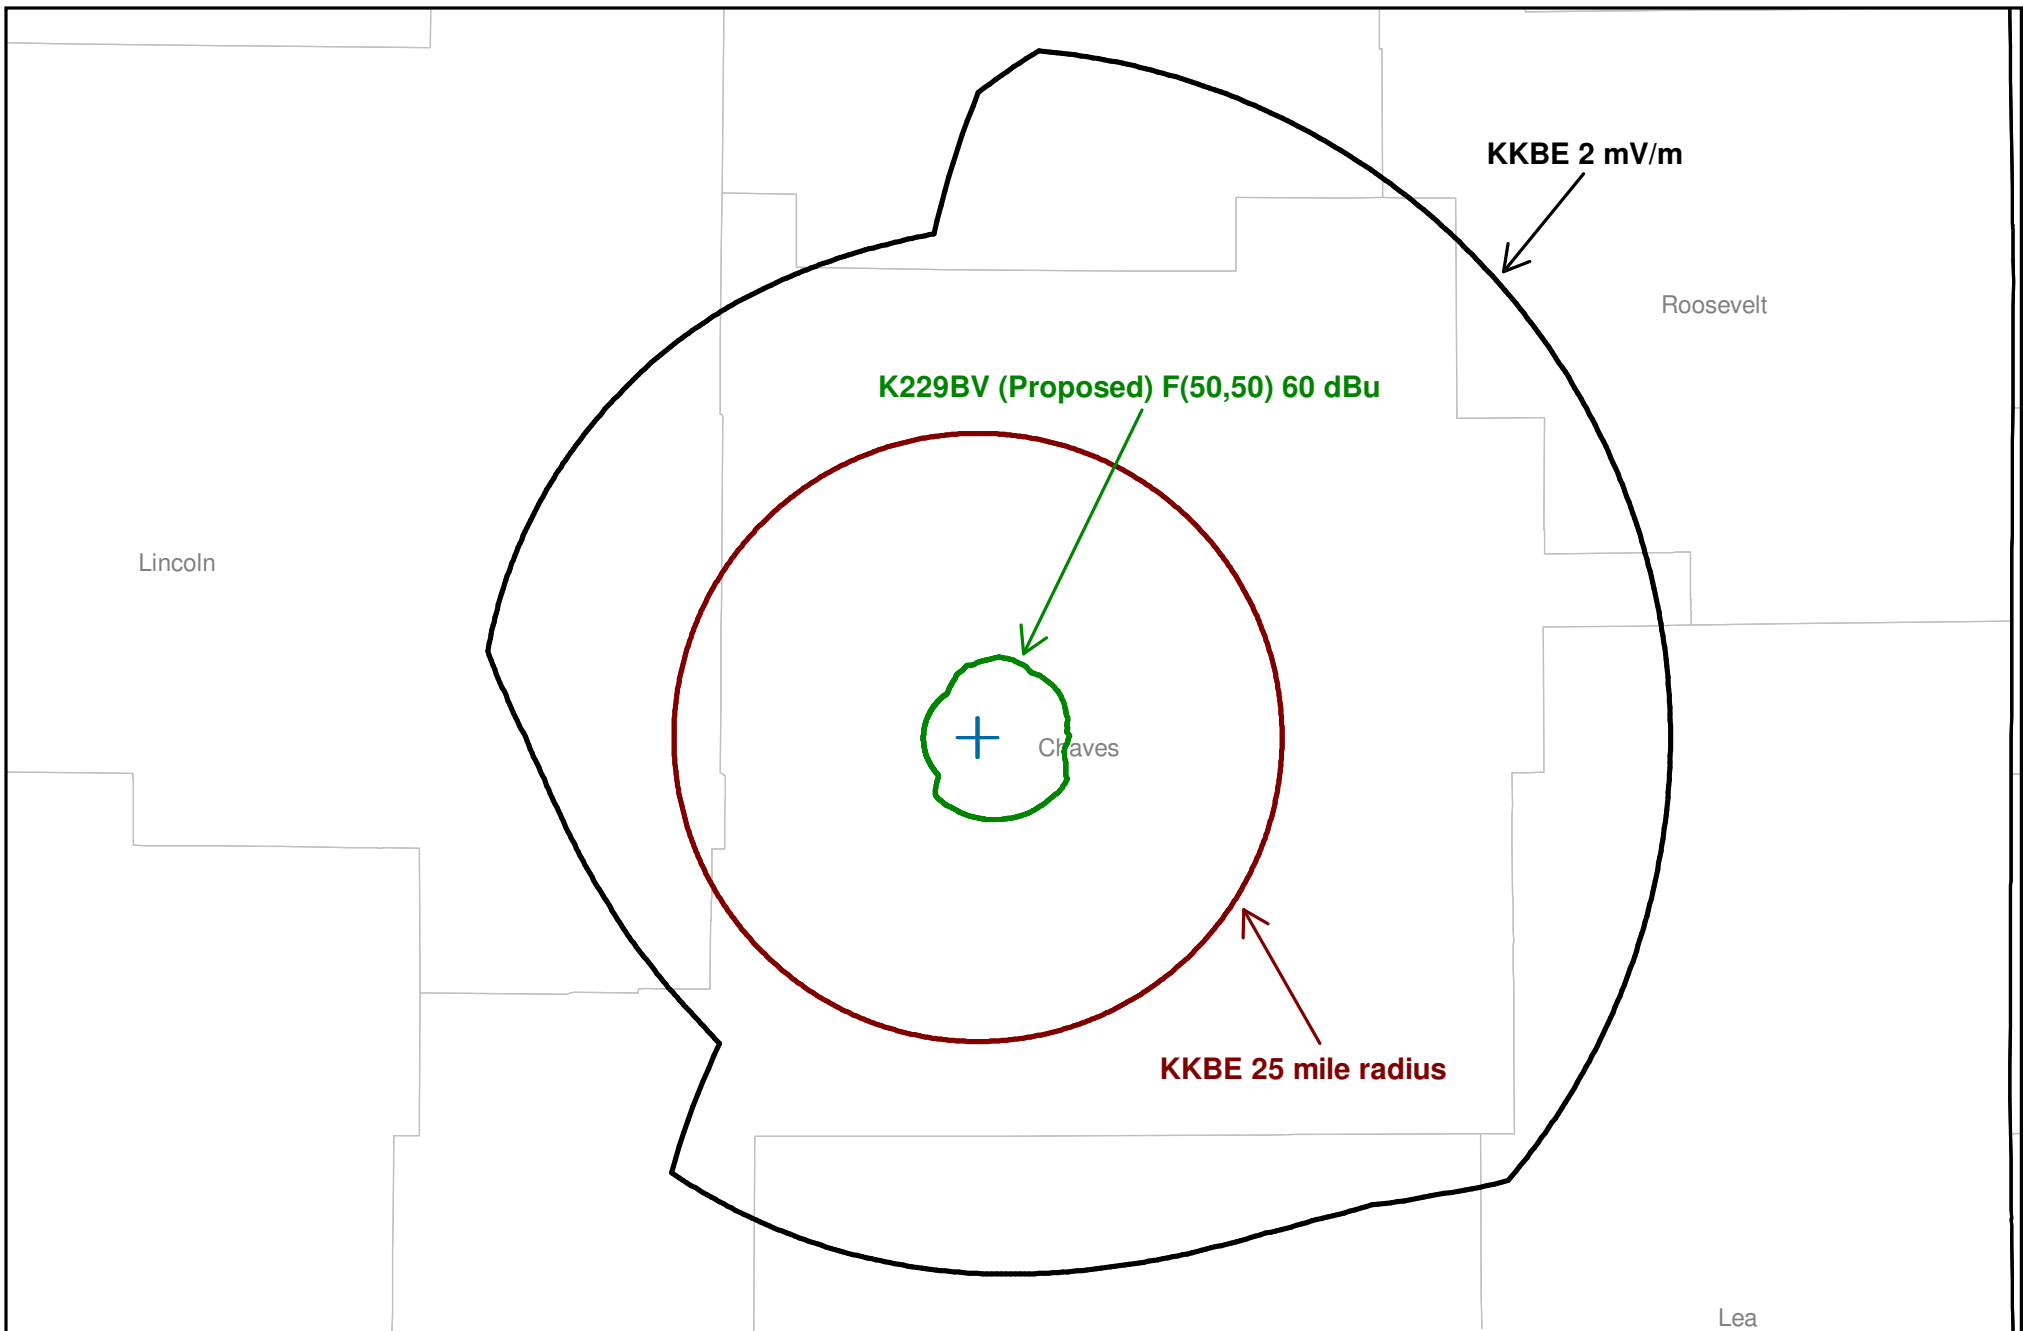 KKBE 2 mV/m
Roosevelt
K229BV (Proposed) F(50,50) 60 dBu
Lincoln
Chaves
KKBE 25 mile radius
Lea